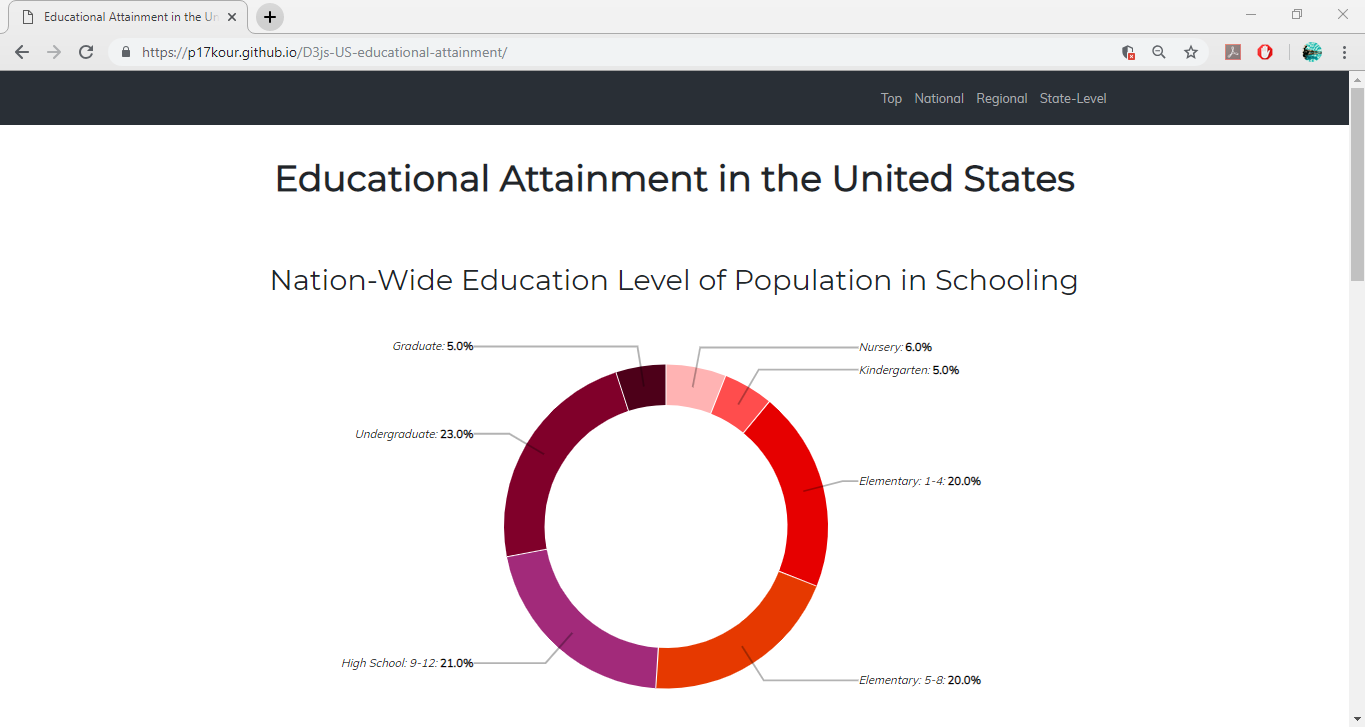 Educational Attainment in the Un
https://p17kour.github.io/D3js-US-educational-attainment/
Top National Regional State-Level
Educational Attainment in the United States
Nation-Wide Education Level of Population in Schooling
Graduate: 5.0%
Nursery: 6.0%
Kindergarten: 5.0%
Undergraduate: 23.0%
Elementary: 1-4: 20.0%
High School: 9-12: 21.0%
Elementary: 5-8: 20.0%